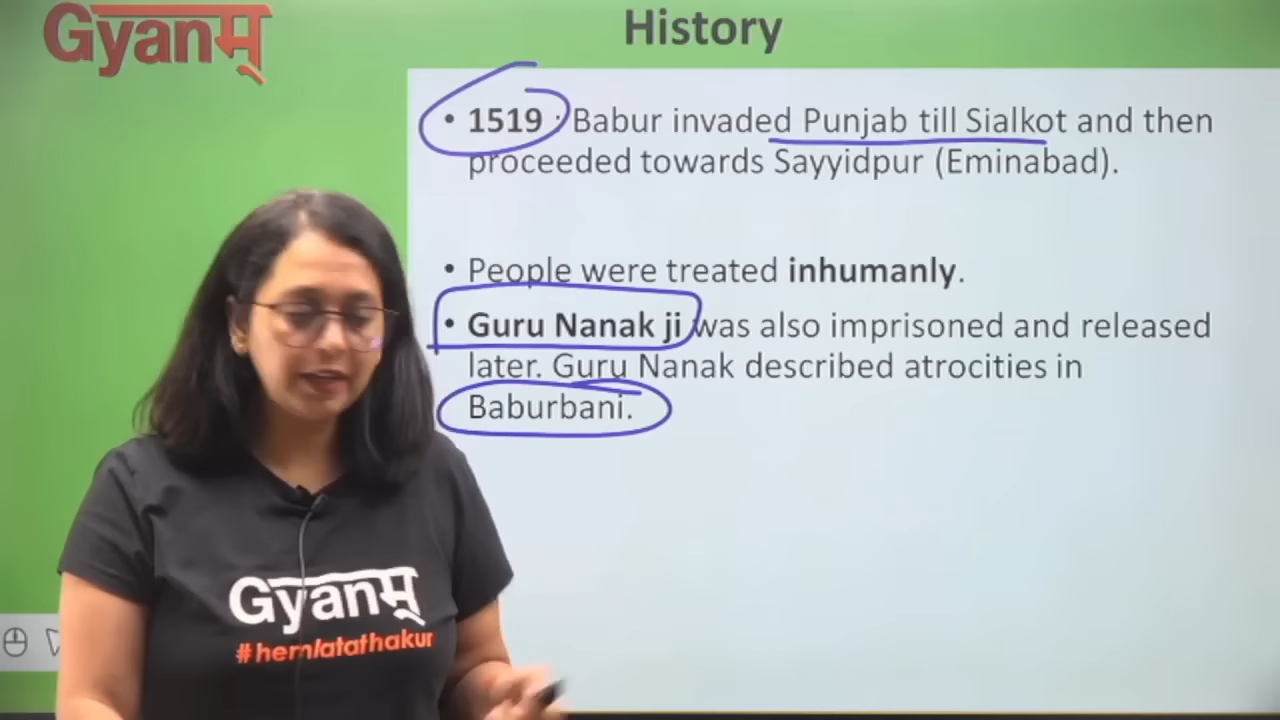 Gyanम्
History
• 1519 : Babur invaded Punjab till Sialkot and then
proceeded towards Sayyidpur (Eminabad).
• People were treated inhumanly.
• Guru Nanak ji was also imprisoned and released
later. Guru Nanak described atrocities in
Baburbani.
Gyanम्
#hemlatathakur